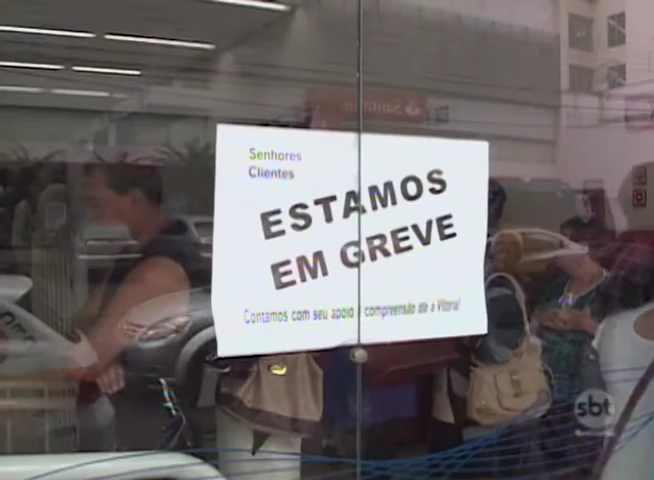 Senhores
Clientes
ESTAMOS
EM GREVE
Contamos com seu apoio e compreensão até a Vitória!
sbt